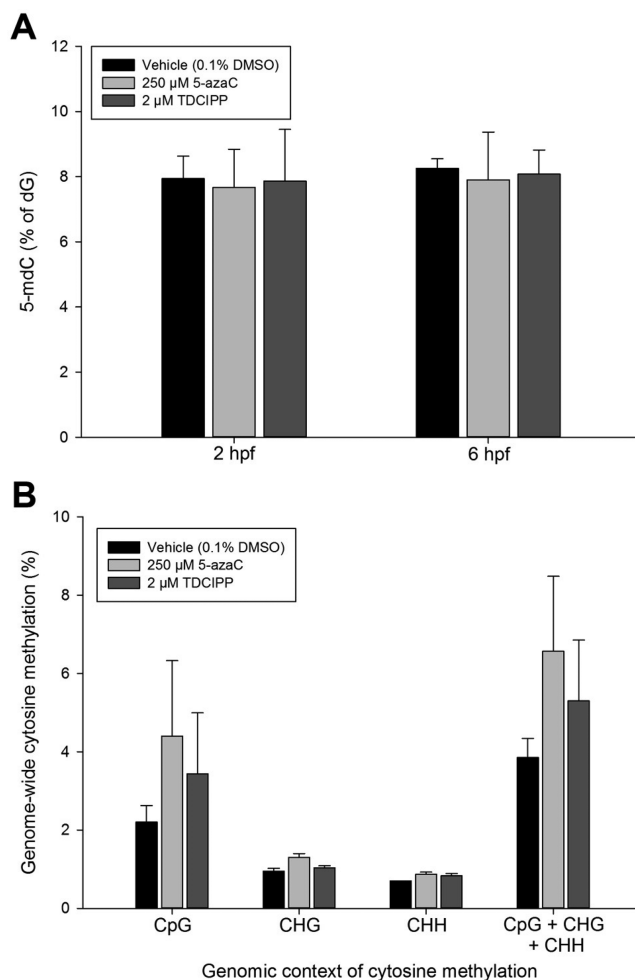 A
12
10
8
6
4
2
0
5-mdC (% of dG)
Vehicle (0.1% DMSO)
250 µM 5-azaC
2 µM TDCIPP
2 hpf
6 hpf
B
10
8
6
4
2
0
Genome-wide cytosine methylation (%)
Vehicle (0.1% DMSO)
250 µM 5-azaC
2 µM TDCIPP
CpG
CHG
CHH
CpG + CHG
+ CHH
Genomic context of cytosine methylation